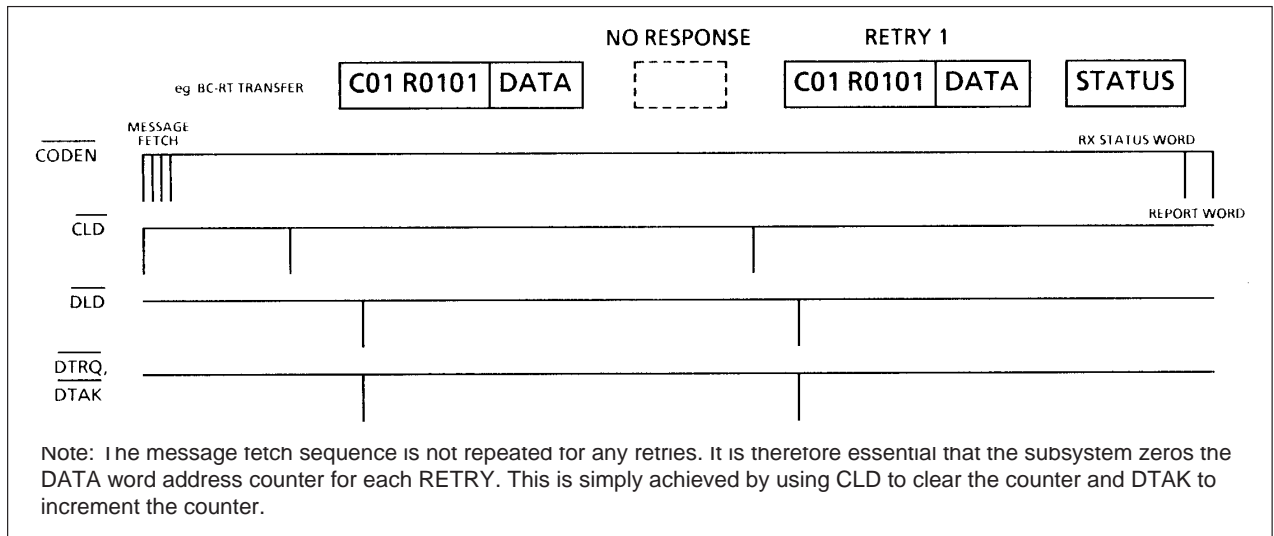 NO RESPONSE RETRY 1
eg BC-RT TRANSFER C01 R0101 DATA C01 R0101 DATA STATUS
MESSAGE
FETCH
CODEN RX STATUS WORD
REPORT WORD
CLD
DLD
DTRQ,
DTAK
Note: The message fetch sequence is not repeated for any retries. It is therefore essential that the subsystem zeros the
DATA word address counter for each RETRY. This is simply achieved by using CLD to clear the counter and DTAK to
increment the counter.